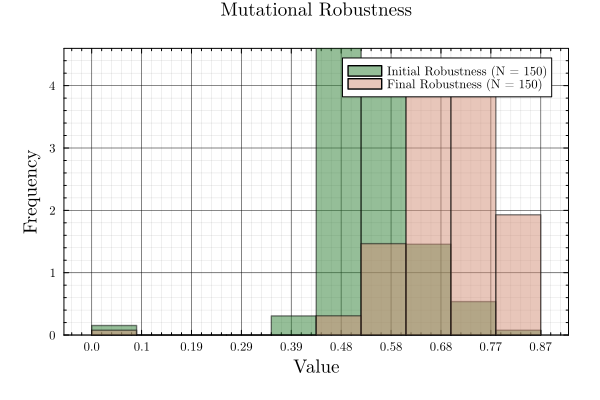 Mutational Robustness
Initial Robustness (N = 150)
Final Robustness (N = 150)
Frequency
4
3
2
1
0
0.0 0.1 0.19 0.29 0.39 0.48 0.58 0.68 0.77 0.87
Value